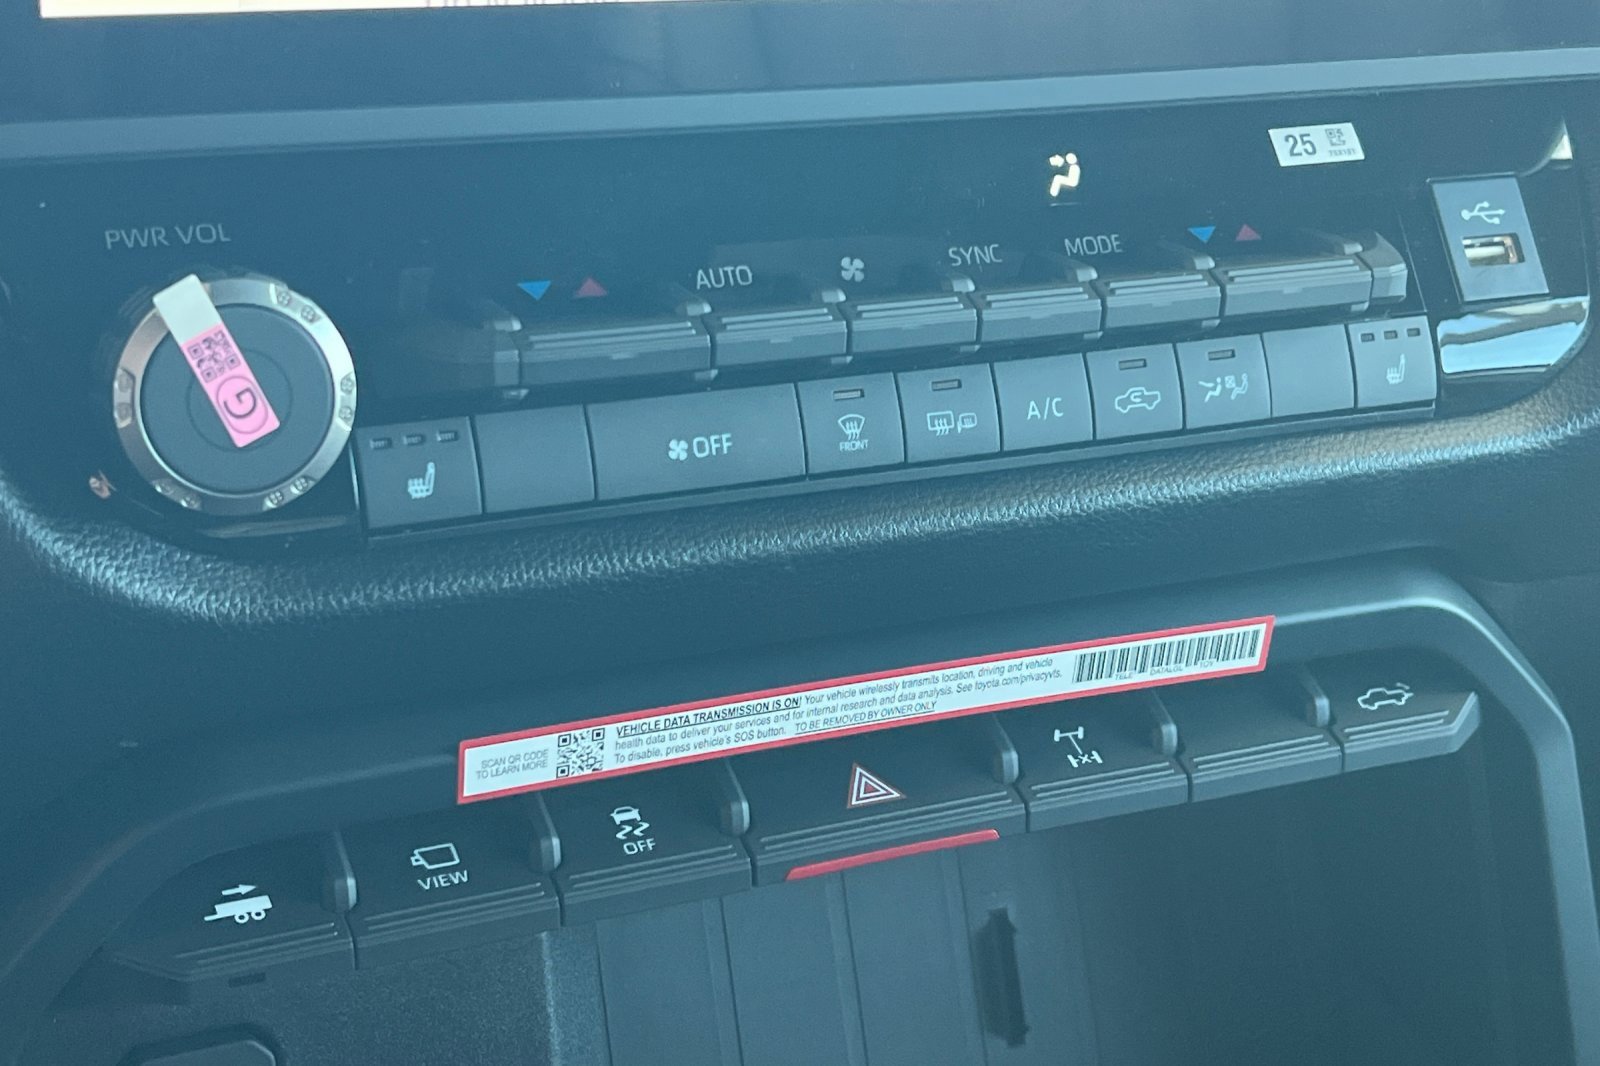 25
PWR VOL
AUTO
SYNC
MODE
G
OFF
FRONT
A/C
SCAN QR CODE
TO LEARN MORE
VEHICLE DATA TRANSMISSION IS ON! Your vehicle wirelessly transmits location, driving and vehicle
health data to deliver your services and for internal research and data analysis. See toyota.com/privacyvts.
To disable, press vehicle's SOS button. TO BE REMOVED BY OWNER ONLY
TELE DATALGL TOY
VIEW
OFF